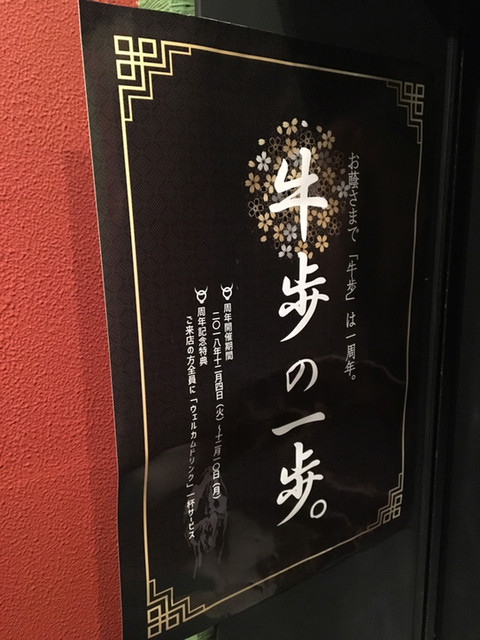 お蔭さまで「牛歩」は一周年。
牛歩の一歩。
周年開催期間
二〇一八年十二月四日(火)～十二月一〇日(月)
周年記念特典
ご来店の方全員に「ウェルカムドリンク」一杯サービス